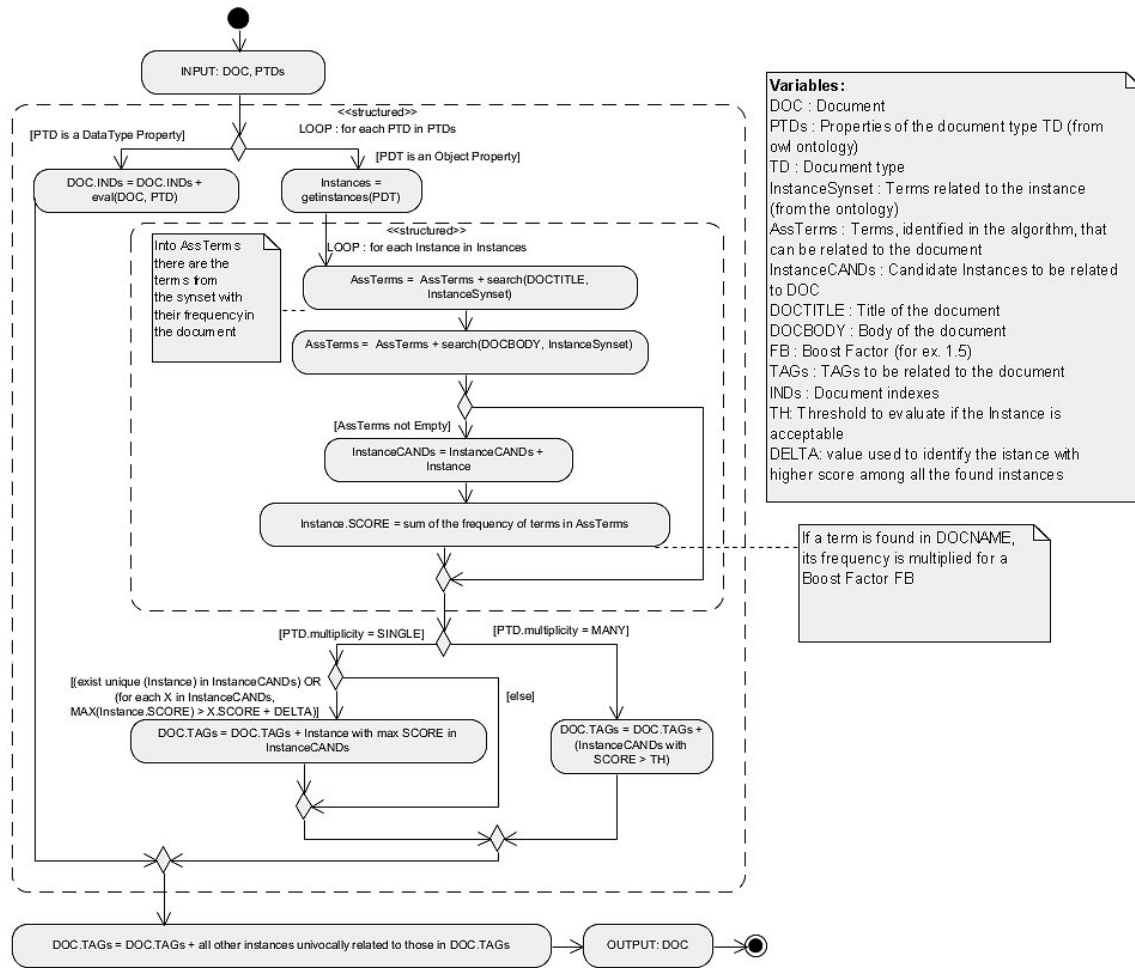 INPUT: DOC, PTDs
<<structured>>
LOOP : for each PTD in PTDs
[PTD is a DataType Property]
[PDT is an Object Property]
DOC.INDs = DOC.INDs +
eval(DOC, PTD)
Instances =
getinstances(PDT)
<<structured>>
LOOP : for each Instance in Instances
Into AssTerms
there are the
terms from
the synset with
their frequency in
the document
AssTerms = AssTerms + search(DOCTITLE,
InstanceSynset)
AssTerms = AssTerms + search(DOCBODY, InstanceSynset)
[AssTerms not Empty]
InstanceCANDs = InstanceCANDs +
Instance
Instance.SCORE = sum of the frequency of terms in AssTerms
[PTD.multiplicity = SINGLE]
[PTD.multiplicity = MANY]
[(exist unique (Instance) in InstanceCANDs) OR
(for each X in InstanceCANDs,
MAX(Instance.SCORE) > X.SCORE + DELTA)]
[else]
DOC.TAGs = DOC.TAGs + Instance with max SCORE in
InstanceCANDs
DOC.TAGs = DOC.TAGs +
(InstanceCANDs with
SCORE > TH)
DOC.TAGs = DOC.TAGs + all other instances univocally related to those in DOC.TAGs
OUTPUT: DOC
Variables:
DOC : Document
PTDs : Properties of the document type TD (from
owl ontology)
TD : Document type
InstanceSynset : Terms related to the instance
(from the ontology)
AssTerms : Terms, identified in the algorithm, that
can be related to the document
InstanceCANDs : Candidate Instances to be related
to DOC
DOCTITLE : Title of the document
DOCBODY : Body of the document
FB : Boost Factor (for ex. 1.5)
TAGs : TAGs to be related to the document
INDs : Document indexes
TH: Threshold to evaluate if the Instance is
acceptable
DELTA: value used to identify the istance with
higher score among all the found instances
If a term is found in DOCNAME,
its frequency is multiplied for a
Boost Factor FB